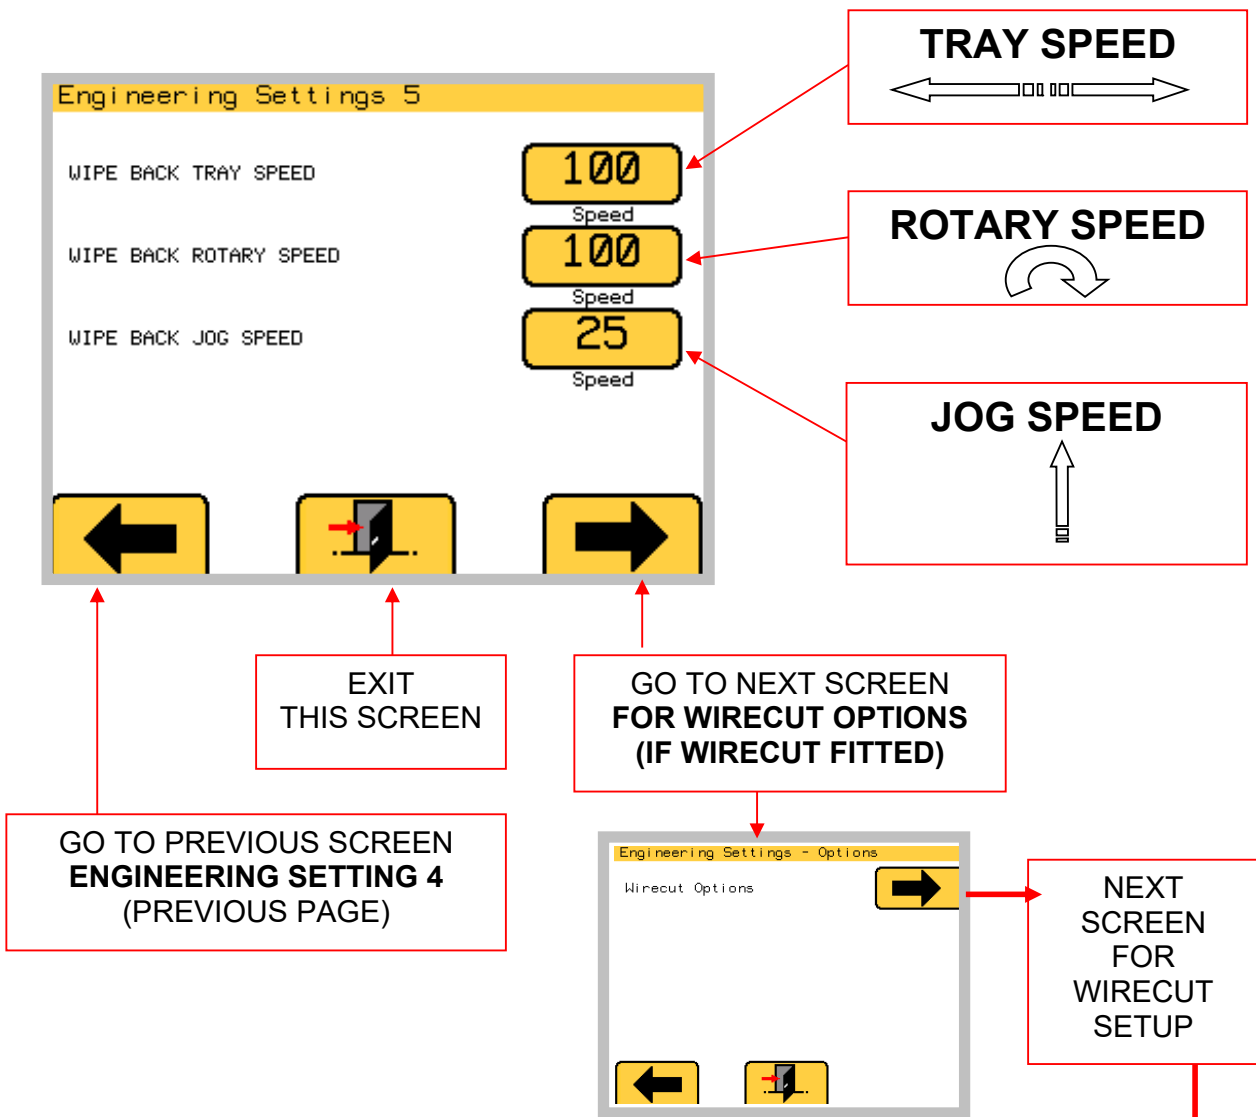 TRAY SPEED
Engineering Settings 5
WIPE BACK TRAY SPEED
100
Speed
ROTARY SPEED
WIPE BACK ROTARY SPEED
100
Speed
WIPE BACK JOG SPEED
25
Speed
JOG SPEED
EXIT
THIS SCREEN
GO TO NEXT SCREEN
FOR WIRECUT OPTIONS
(IF WIRECUT FITTED)
GO TO PREVIOUS SCREEN
ENGINEERING SETTING 4
(PREVIOUS PAGE)
Engineering Settings - Options
Wirecut Options
NEXT
SCREEN
FOR
WIRECUT
SETUP